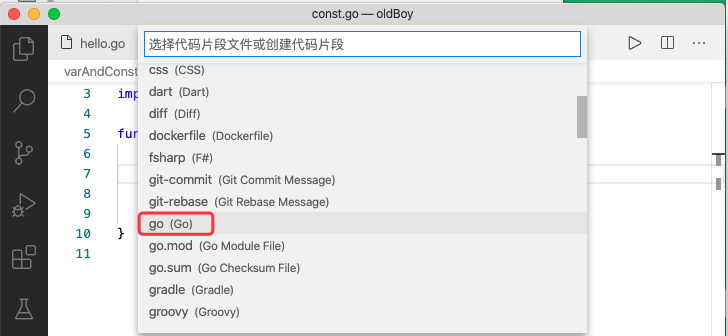 const.go — oldBoy
hello.go
选择代码片段文件或创建代码片段
varAndConst
css (CSS)
dart (Dart)
diff (Diff)
dockerfile (Dockerfile)
fsharp (F#)
git-commit (Git Commit Message)
git-rebase (Git Rebase Message)
go (Go)
go.mod (Go Module File)
go.sum (Go Checksum File)
gradle (Gradle)
groovy (Groovy)
3 imp
4
5 fun
6
7
8
9
10 }
11